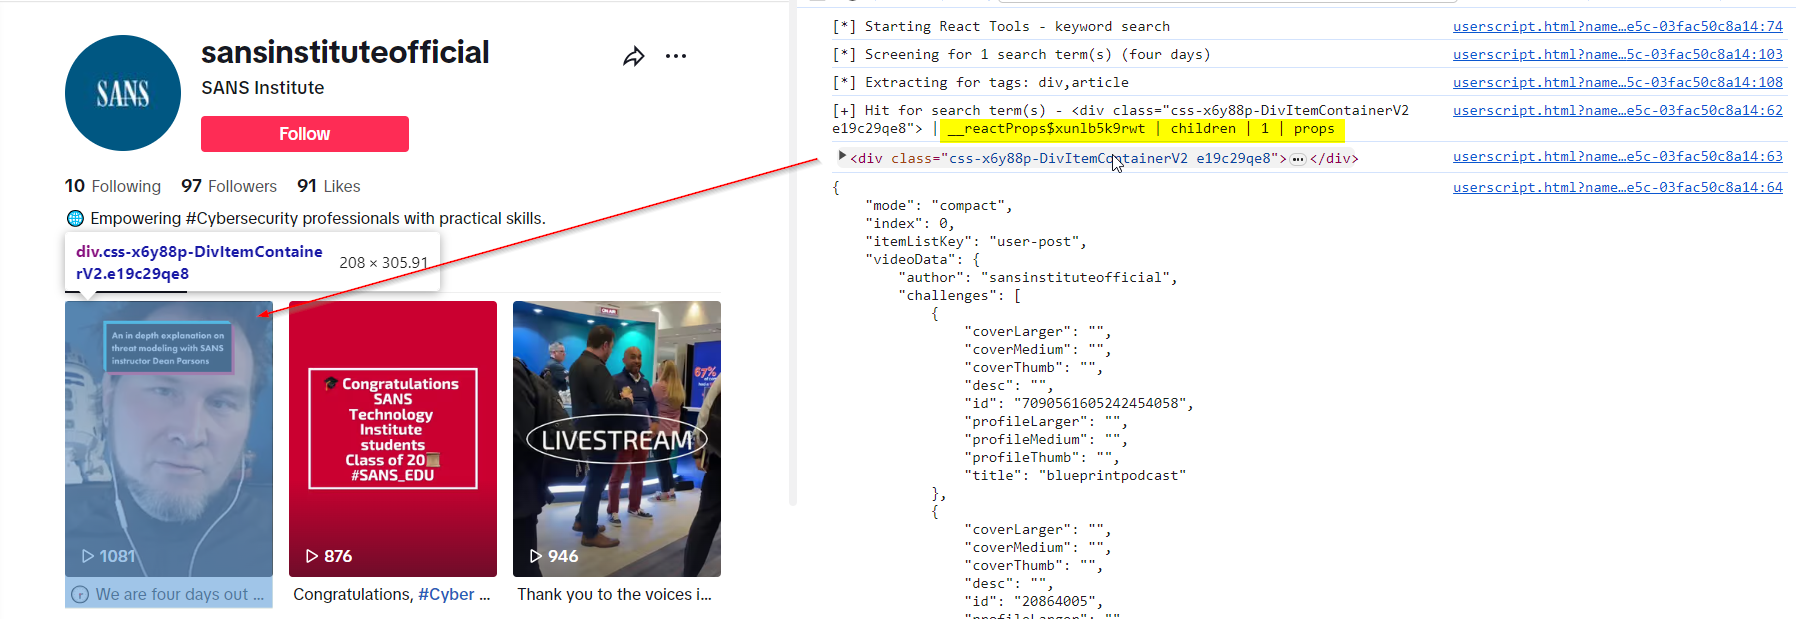 SANS
sansinstituteofficial
SANS Institute
Follow
10 Following 97 Followers 91 Likes
Empowering #Cybersecurity professionals with practical skills.
div.css-x6y88p-DivItemContaine
rV2.e19c29qe8
208 × 305.91
An in depth explanation on
threat modeling with SANS
instructor Dean Parsons
1081
We are four days out ...
Congratulations
SANS
Technology
Institute
students
Class of 20
#SANS_EDU
876
Congratulations, #Cyber ...
ON AIR
67%
LIVESTREAM
946
Thank you to the voices i...
[*] Starting React Tools - keyword search
userscript.html?name…e5c-03fac50c8a14:74
[*] Screening for 1 search term(s) (four days)
userscript.html?name…5c-03fac50c8a14:103
[*] Extracting for tags: div,article
userscript.html?name…5c-03fac50c8a14:108
[+] Hit for search term(s) - <div class="css-x6y88p-DivItemContainerV2
e19c29qe8"> | __reactProps$xunlb5k9rwt | children | 1 | props
userscript.html?name…e5c-03fac50c8a14:62
<div class="css-x6y88p-DivItemContainerV2 e19c29qe8">…</div>
userscript.html?name…e5c-03fac50c8a14:63
{
userscript.html?name…e5c-03fac50c8a14:64
"mode": "compact",
"index": 0,
"itemListKey": "user-post",
"videoData": {
"author": "sansinstituteofficial",
"challenges": [
{
"coverLarger": "",
"coverMedium": "",
"coverThumb": "",
"desc": "",
"id": "7090561605242454058",
"profileLarger": "",
"profileMedium": "",
"profileThumb": "",
"title": "blueprintpodcast"
},
{
"coverLarger": "",
"coverMedium": "",
"coverThumb": "",
"desc": "",
"id": "20864005",